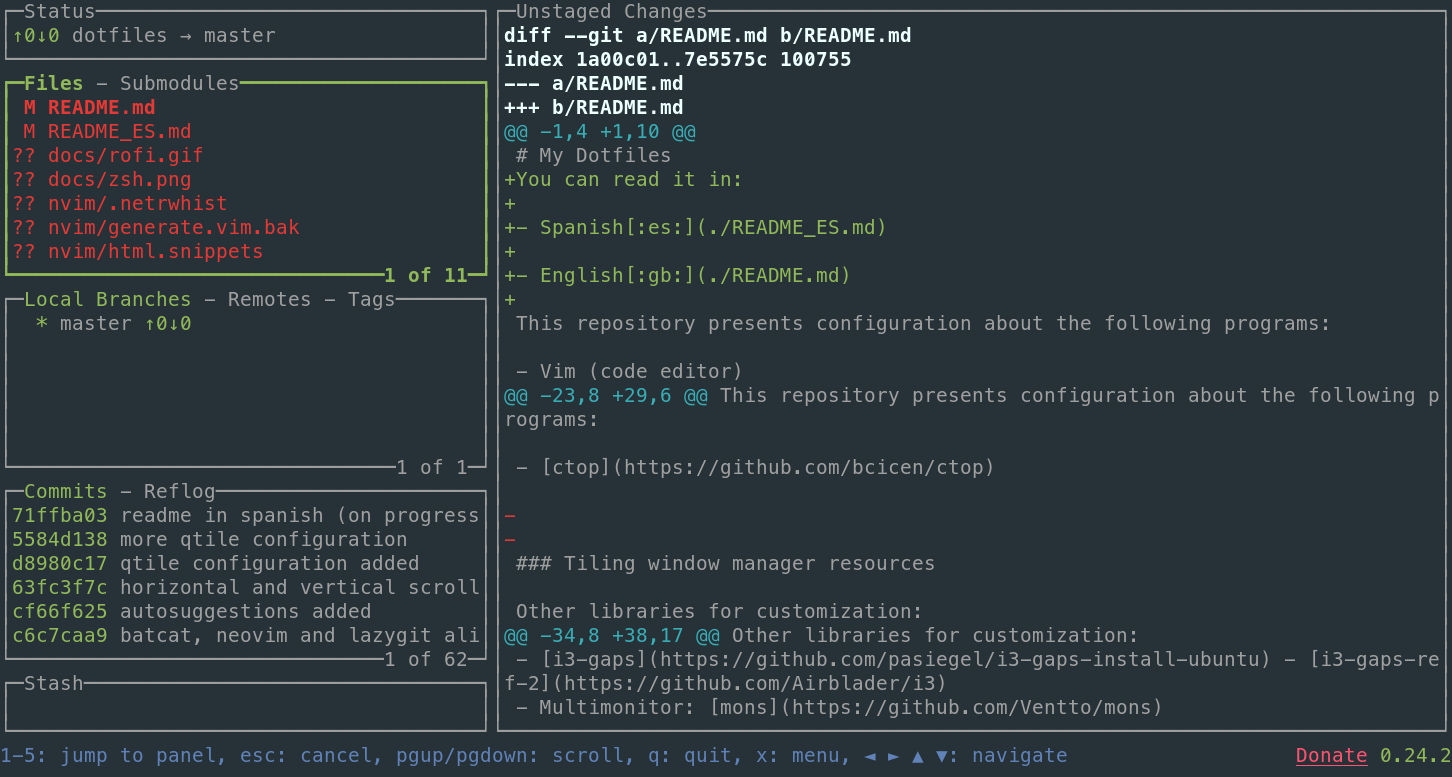 Status
↑0↓0 dotfiles → master
Files - Submodules
M README.md
M README_ES.md
?? docs/rofi.gif
?? docs/zsh.png
?? nvim/.netrwhist
?? nvim/generate.vim.bak
?? nvim/html.snippets
1 of 11
Local Branches - Remotes - Tags
* master ↑0↓0
1 of 1
Commits - Reflog
71ffba03 readme in spanish (on progress
5584d138 more qtile configuration
d8980c17 qtile configuration added
63fc3f7c horizontal and vertical scroll
cf66f625 autosuggestions added
c6c7caa9 batcat, neovim and lazygit ali
1 of 62
Stash
Unstaged Changes
diff --git a/README.md b/README.md
index 1a00c01..7e5575c 100755
--- a/README.md
+++ b/README.md
@@ -1,4 +1,10 @@
# My Dotfiles
+You can read it in:
+
+- Spanish[:es:](./README_ES.md)
+
+- English[:gb:](./README.md)
+
This repository presents configuration about the following programs:
- Vim (code editor)
@@ -23,8 +29,6 @@ This repository presents configuration about the following p
rograms:
- [ctop](https://github.com/bcicen/ctop)
-
-
### Tiling window manager resources
Other libraries for customization:
@@ -34,8 +38,17 @@ Other libraries for customization:
- [i3-gaps](https://github.com/pasiegel/i3-gaps-install-ubuntu) - [i3-gaps-re
f-2](https://github.com/Airblader/i3)
- Multimonitor: [mons](https://github.com/Ventto/mons)
1-5: jump to panel, esc: cancel, pgup/pgdown: scroll, q: quit, x: menu, ◄ ► ▲ ▼: navigate
Donate 0.24.2